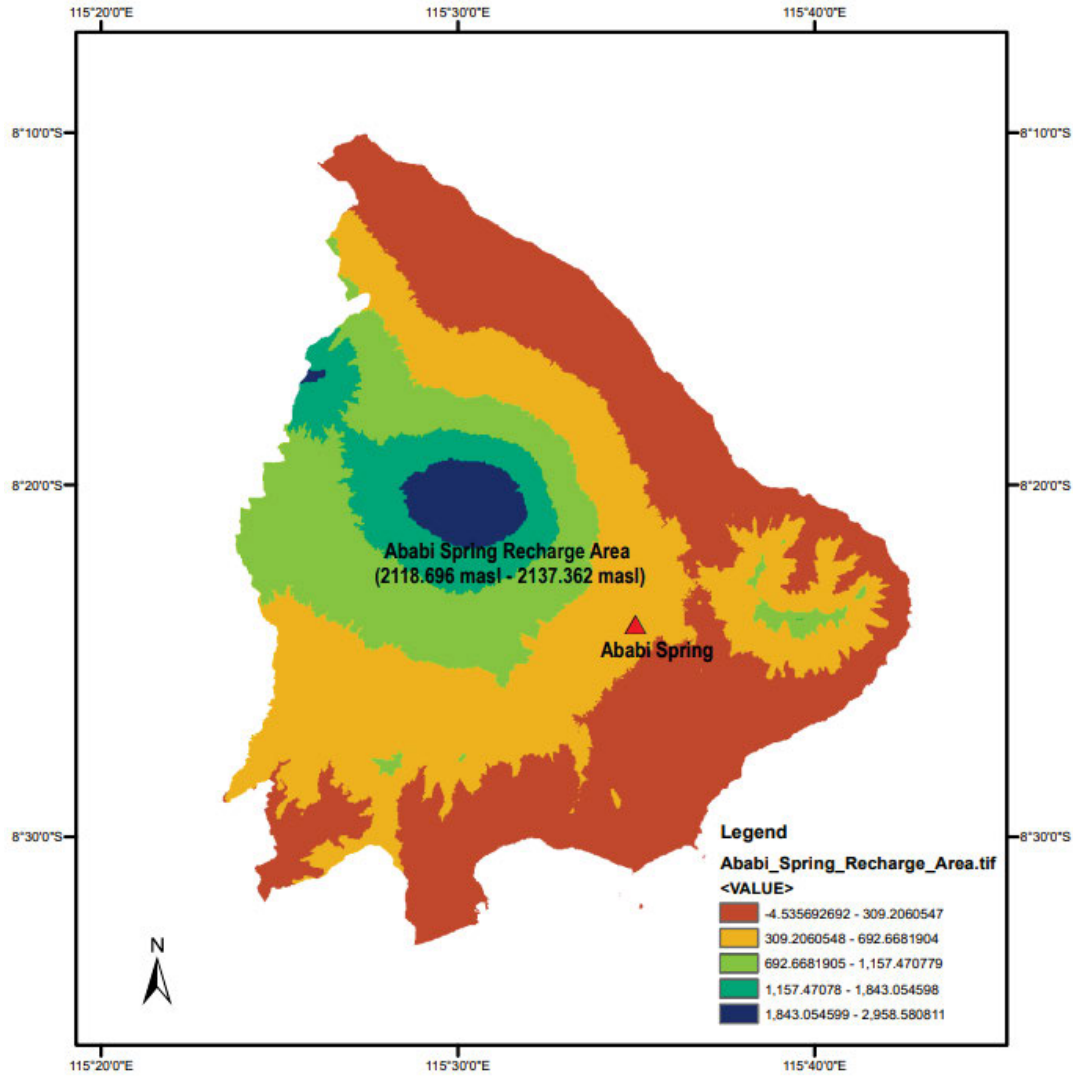 115°20'0"E 115°30'0"E 115°40'0"E
8°10'0"S 8°10'0"S
8°20'0"S 8°20'0"S
Ababi Spring Recharge Area
(2118.696 masl - 2137.362 masl)
Ababi Spring
8°30'0"S 8°30'0"S
Legend
Ababi_Spring_Recharge_Area.tif
<VALUE>
-4.535692692 - 309.2060547
309.2060548 - 692.6681904
692.6681905 - 1,157.470779
1,157.47078 - 1,843.054598
1,843.054599 - 2,958.580811
N
115°20'0"E 115°30'0"E 115°40'0"E